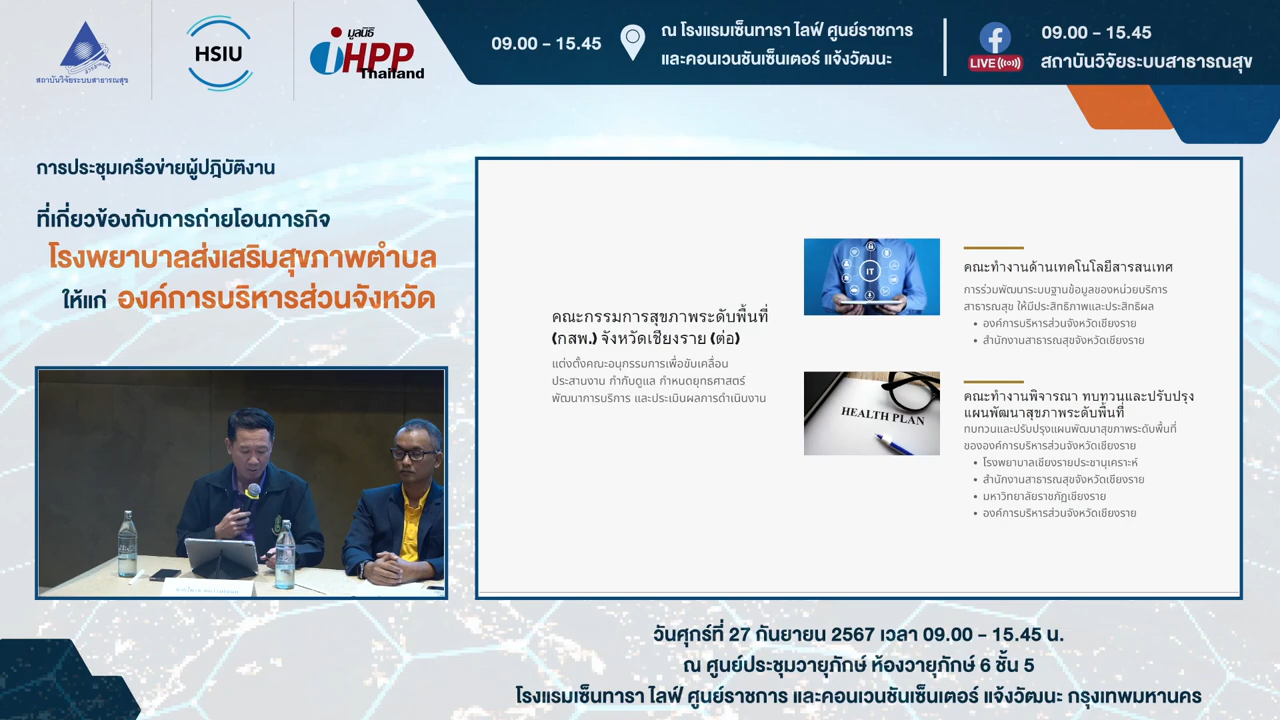 สถาบันวิจัยระบบสาธารณสุข
HSIU
มูลนิธิ
iHPP
Thailand
09.00 - 15.45
ณ โรงแรมเซ็นทารา ไลฟ์ ศูนย์ราชการ
และคอนเวนชันเซ็นเตอร์ แจ้งวัฒนะ
LIVE
09.00 - 15.45
สถาบันวิจัยระบบสาธารณสุข
การประชุมเครือข่ายผู้ปฏิบัติงาน
ที่เกี่ยวข้องกับการถ่ายโอนภารกิจ
โรงพยาบาลส่งเสริมสุขภาพตำบล
ให้แก่ องค์การบริหารส่วนจังหวัด
คณะกรรมการสุขภาพระดับพื้นที่
(กสพ.) จังหวัดเชียงราย (ต่อ)
แต่งตั้งคณะอนุกรรมการเพื่อขับเคลื่อน
ประสานงาน กำกับดูแล กำหนดยุทธศาสตร์
พัฒนาการบริการ และประเมินผลการดำเนินงาน
IT
คณะทำงานด้านเทคโนโลยีสารสนเทศ
การร่วมพัฒนาระบบฐานข้อมูลของหน่วยบริการ
สาธารณสุข ให้มีประสิทธิภาพและประสิทธิผล
• องค์การบริหารส่วนจังหวัดเชียงราย
• สำนักงานสาธารณสุขจังหวัดเชียงราย
HEALTH PLAN
คณะทำงานพิจารณา ทบทวนและปรับปรุง
แผนพัฒนาสุขภาพระดับพื้นที่
ทบทวนและปรับปรุงแผนพัฒนาสุขภาพระดับพื้นที่
ขององค์การบริหารส่วนจังหวัดเชียงราย
• โรงพยาบาลเชียงรายประชานุเคราะห์
• สำนักงานสาธารณสุขจังหวัดเชียงราย
• มหาวิทยาลัยราชภัฏเชียงราย
• องค์การบริหารส่วนจังหวัดเชียงราย
วันศุกร์ที่ 27 กันยายน 2567 เวลา 09.00 - 15.45 น.
ณ ศูนย์ประชุมวายุภักษ์ ห้องวายุภักษ์ 6 ชั้น 5
โรงแรมเซ็นทารา ไลฟ์ ศูนย์ราชการ และคอนเวนชันเซ็นเตอร์ แจ้งวัฒนะ กรุงเทพมหานคร